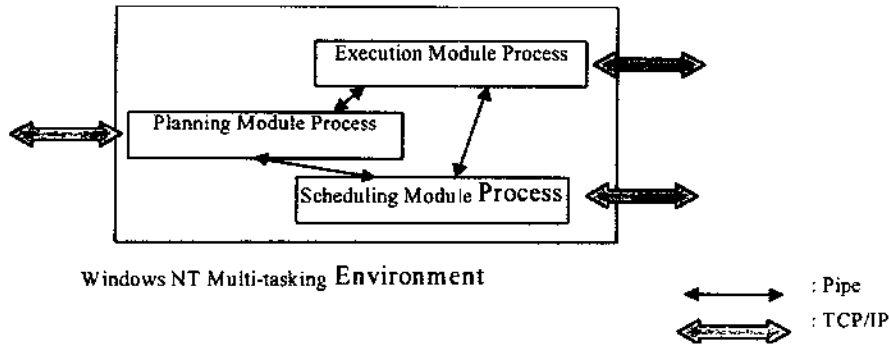 Execution Module Process
Planning Module Process
Scheduling Module Process
Windows NT Multi-tasking Environment
: Pipe
: TCP/IP